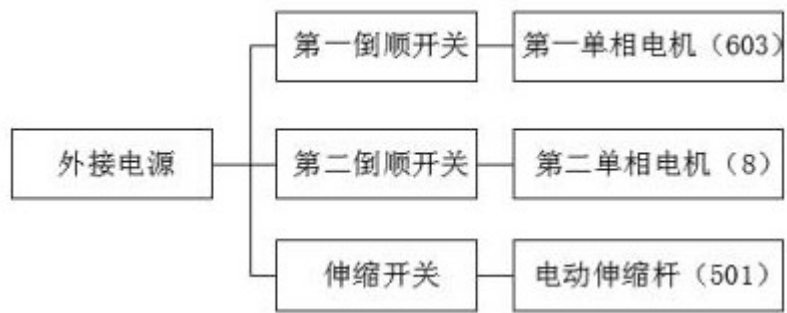 第一倒顺开关
第一单相电机（603）
外接电源
第二倒顺开关
第二单相电机（8）
伸缩开关
电动伸缩杆（501）